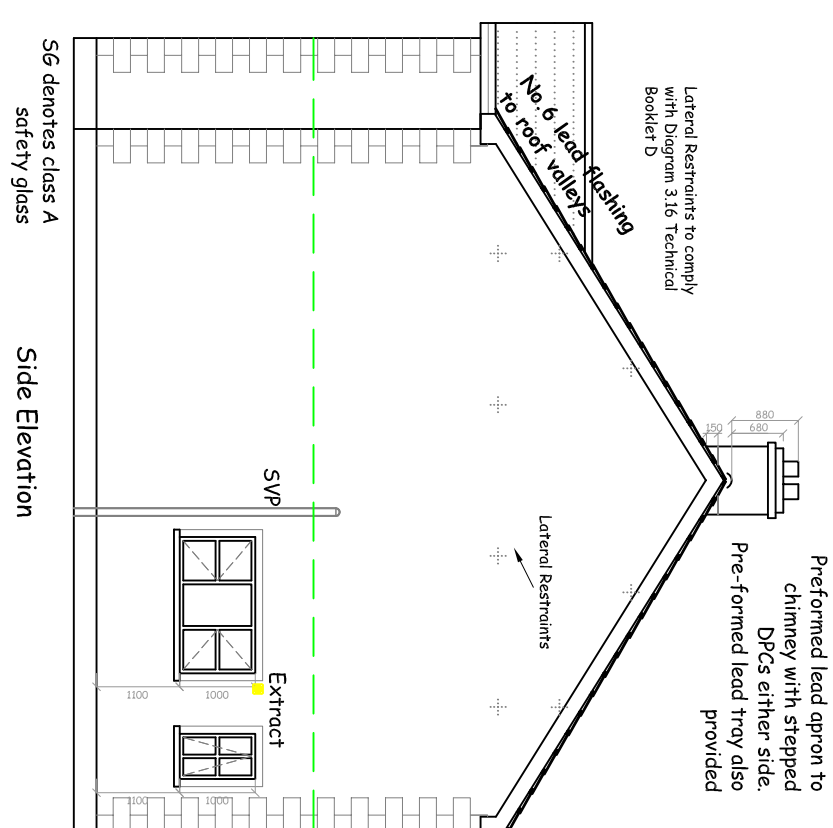 Preformed lead apron to
chimney with stepped
DPCs either side.
Pre-formed lead tray also
provided
880
680
150
Lateral Restraints to comply
with Diagram 3.16 Technical
Booklet D
No.6 lead flashing
to roof valleys
Lateral Restraints
SVP
Extract
1100
1000
1100
1000
SG denotes class A
safety glass
Side Elevation